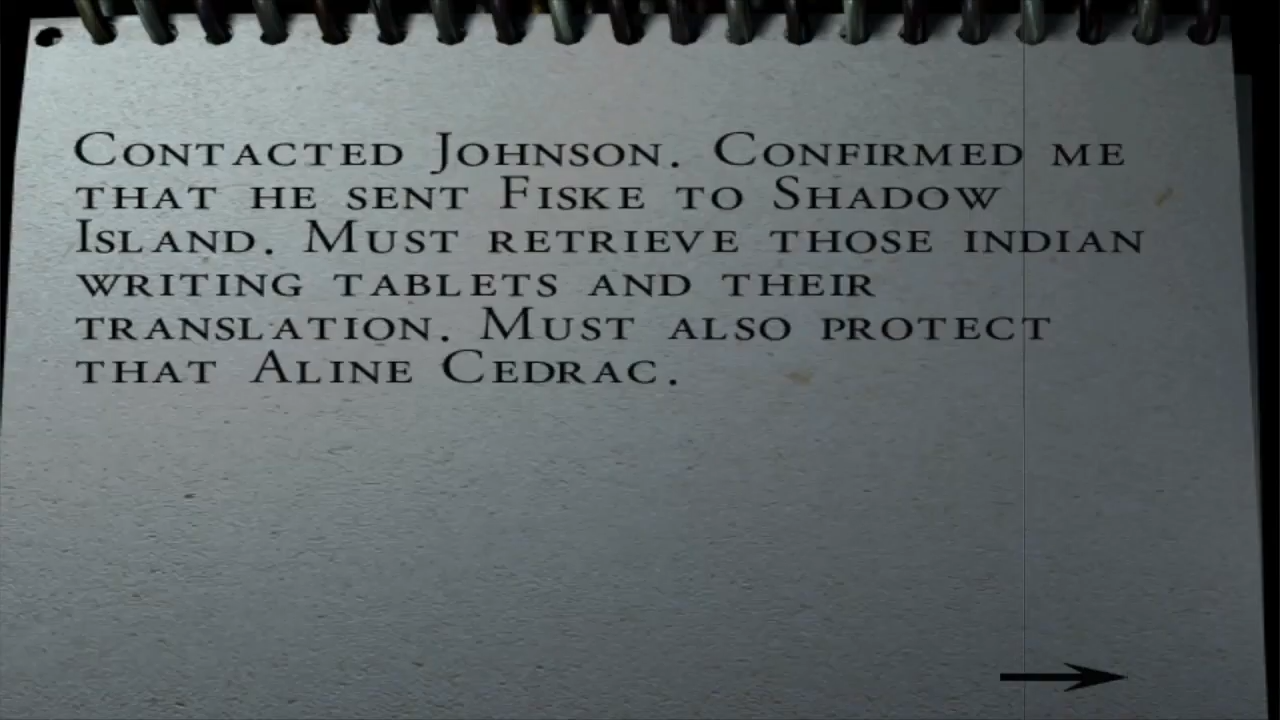 Contacted Johnson. Confirmed me
that he sent Fiske to Shadow
Island. Must retrieve those indian
writing tablets and their
translation. Must also protect
that Aline Cedrac.